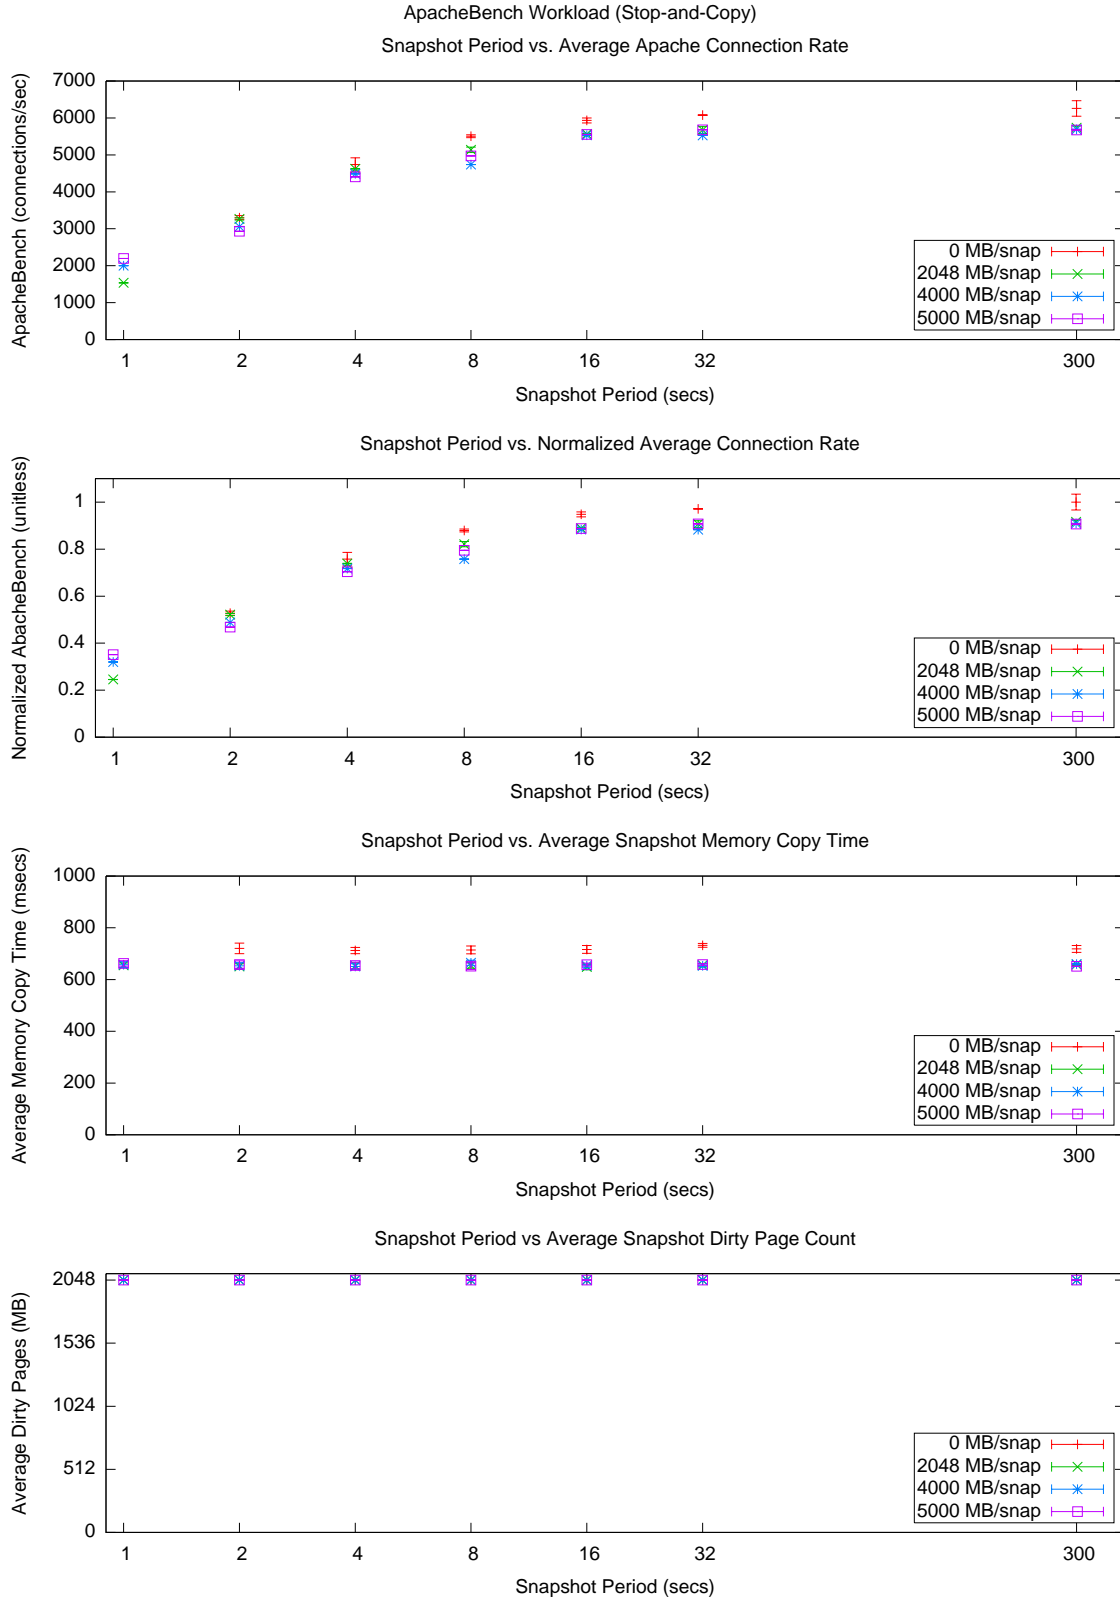 ApacheBench Workload (Stop-and-Copy)
Snapshot Period vs. Average Apache Connection Rate
ApacheBench (connections/sec)
7000
6000
5000
4000
3000
2000
1000
0
0 MB/snap
2048 MB/snap
4000 MB/snap
5000 MB/snap
1 2 4 8 16 32 300
Snapshot Period (secs)
Snapshot Period vs. Normalized Average Connection Rate
Normalized AbacheBench (unitless)
1
0.8
0.6
0.4
0.2
0
0 MB/snap
2048 MB/snap
4000 MB/snap
5000 MB/snap
1 2 4 8 16 32 300
Snapshot Period (secs)
Snapshot Period vs. Average Snapshot Memory Copy Time
Average Memory Copy Time (msecs)
1000
800
600
400
200
0
0 MB/snap
2048 MB/snap
4000 MB/snap
5000 MB/snap
1 2 4 8 16 32 300
Snapshot Period (secs)
Snapshot Period vs Average Snapshot Dirty Page Count
Average Dirty Pages (MB)
2048
1536
1024
512
0
0 MB/snap
2048 MB/snap
4000 MB/snap
5000 MB/snap
1 2 4 8 16 32 300
Snapshot Period (secs)